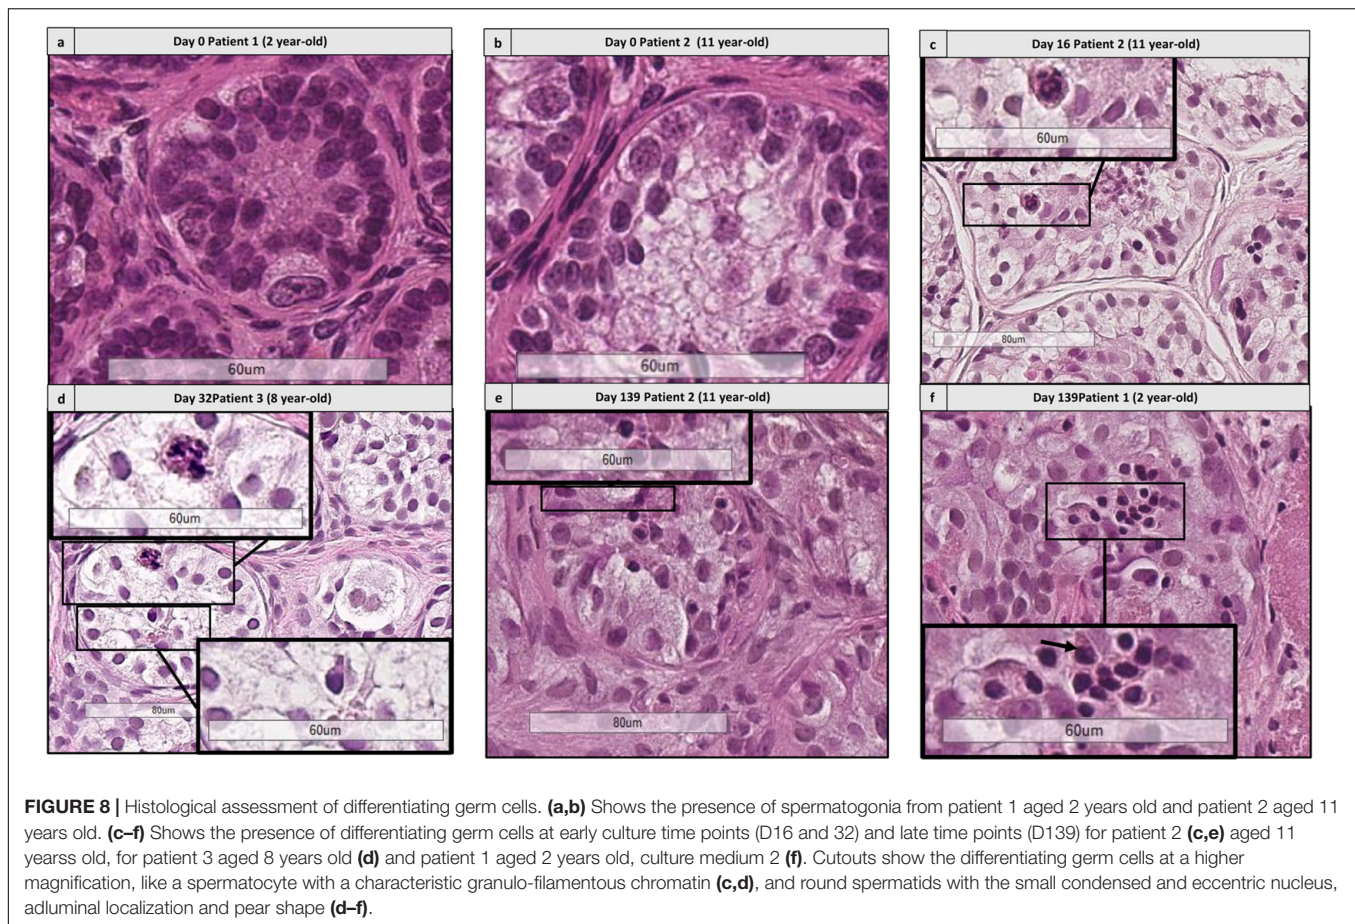 a
Day 0 Patient 1 (2 year-old)
60um
b
Day 0 Patient 2 (11 year-old)
60um
c
Day 16 Patient 2 (11 year-old)
60um
80um
d
Day 32Patient 3 (8 year-old)
60um
80um
60um
e
Day 139 Patient 2 (11 year-old)
60um
80um
f
Day 139Patient 1 (2 year-old)
60um
FIGURE 8 | Histological assessment of differentiating germ cells. (a,b) Shows the presence of spermatogonia from patient 1 aged 2 years old and patient 2 aged 11
years old. (c–f) Shows the presence of differentiating germ cells at early culture time points (D16 and 32) and late time points (D139) for patient 2 (c,e) aged 11
yearss old, for patient 3 aged 8 years old (d) and patient 1 aged 2 years old, culture medium 2 (f). Cutouts show the differentiating germ cells at a higher
magnification, like a spermatocyte with a characteristic granulo-filamentous chromatin (c,d), and round spermatids with the small condensed and eccentric nucleus,
adluminal localization and pear shape (d–f).